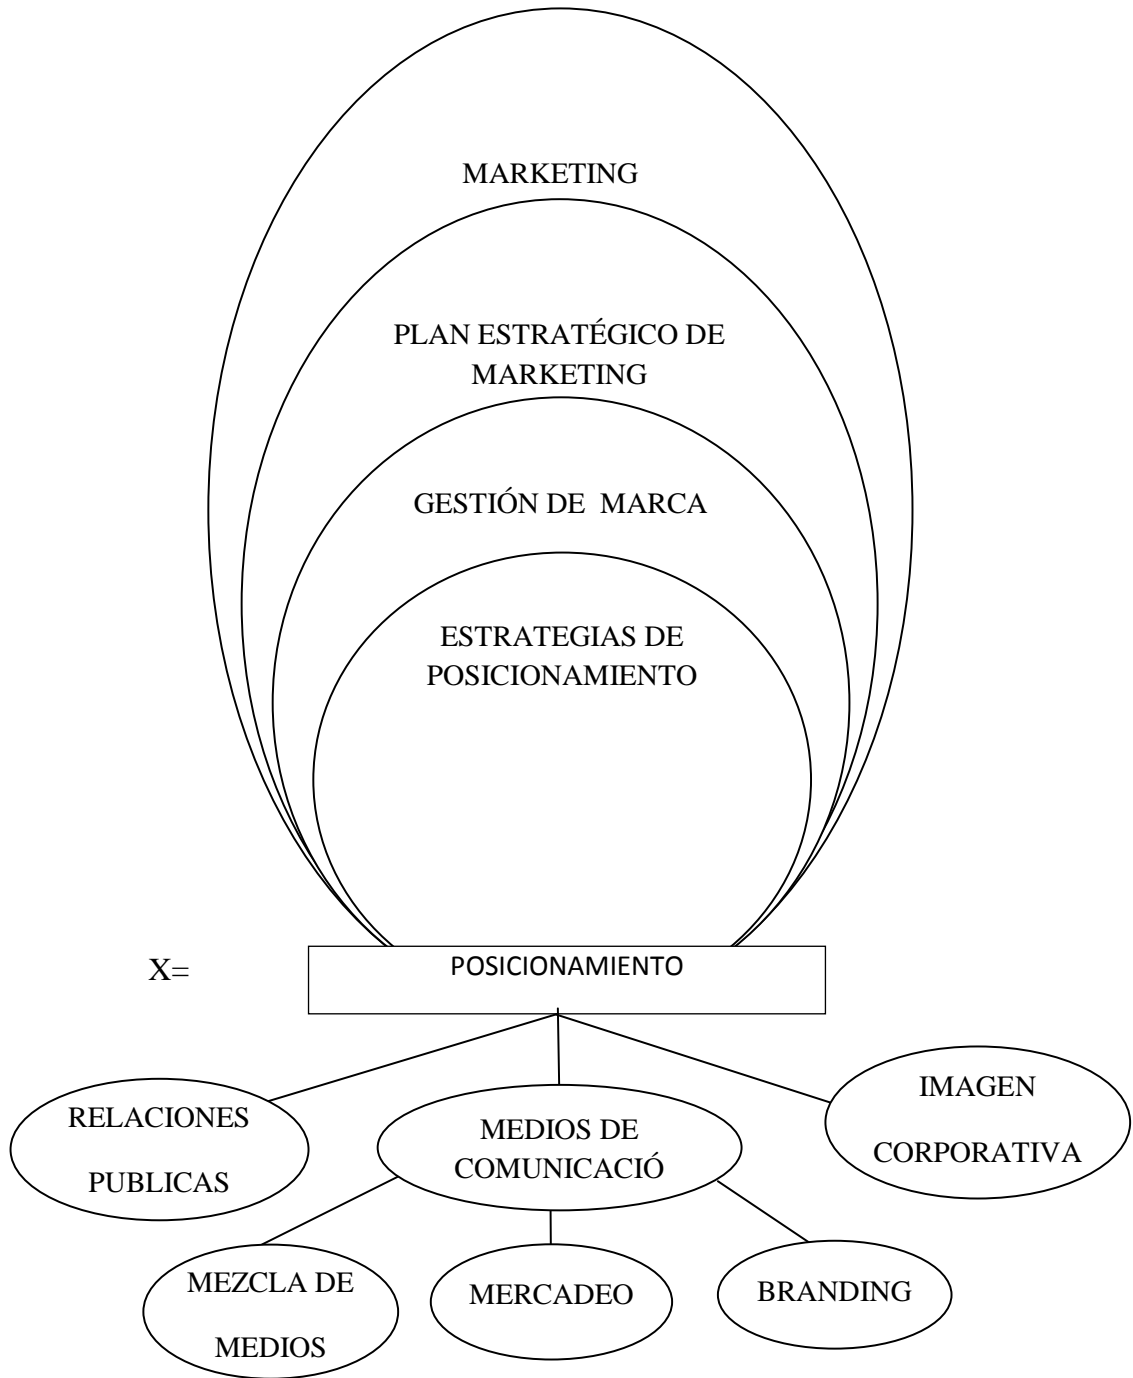 MARKETING
PLAN ESTRATÉGICO DE
MARKETING
GESTIÓN DE MARCA
ESTRATEGIAS DE
POSICIONAMIENTO
X=
POSICIONAMIENTO
RELACIONES
PUBLICAS
MEDIOS DE
COMUNICACIÓ
IMAGEN
CORPORATIVA
MEZCLA DE
MEDIOS
MERCADEO
BRANDING